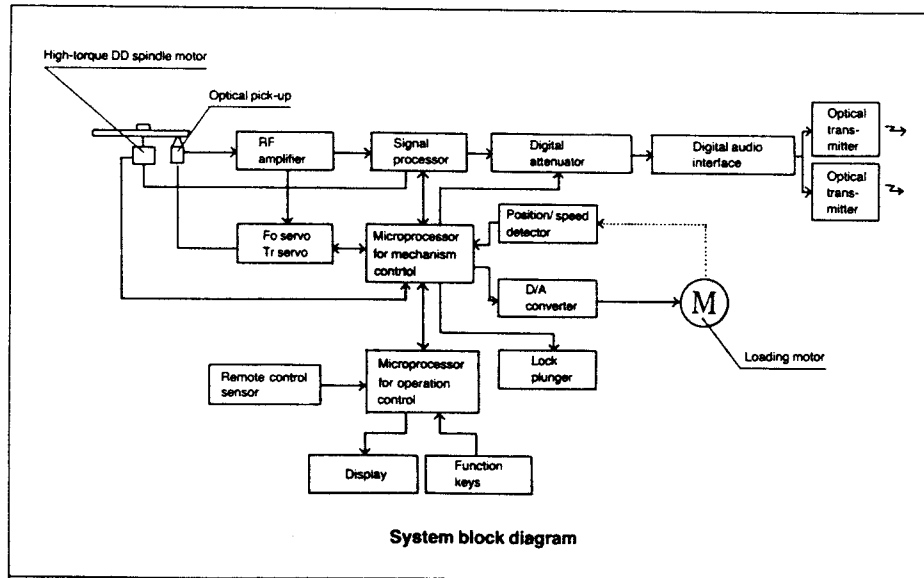 High-torque DD spindle motor
Optical pick-up
RF
amplifier
Signal
processor
Digital
attenuator
Digital audio
interface
Optical
trans-
mitter
Optical
trans-
mitter
Fo servo
Tr servo
Microprocessor
for mechanism
contrtol
Position/ speed
detector
D/A
converter
M
Loading motor
Lock
plunger
Remote control
sensor
Microprocessor
for operation
control
Display
Function
keys
System block diagram